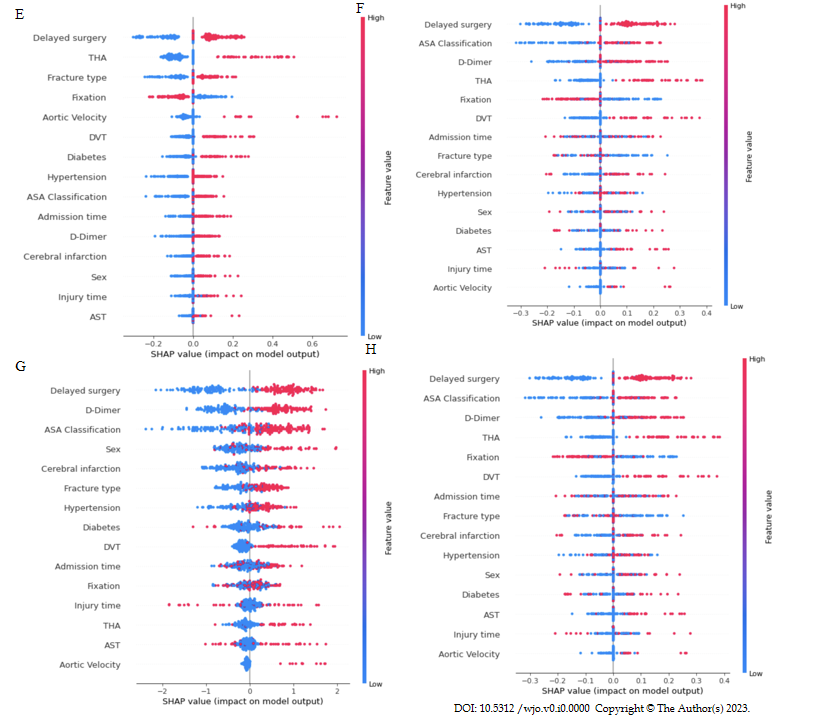 E
High
Delayed surgery
THA
Fracture type
Fixation
Aortic Velocity
DVT
Diabetes
Hypertension
ASA Classification
Admission time
D-Dimer
Cerebral infarction
Sex
Injury time
AST
−0.2 0.0 0.2 0.4 0.6
SHAP value (impact on model output)
Feature value
Low
F
High
Delayed surgery
ASA Classification
D-Dimer
THA
Fixation
DVT
Admission time
Fracture type
Cerebral infarction
Hypertension
Sex
Diabetes
AST
Injury time
Aortic Velocity
−0.3 −0.2 −0.1 0.0 0.1 0.2 0.3 0.4
SHAP value (impact on model output)
Feature value
Low
G
High
Delayed surgery
D-Dimer
ASA Classification
Sex
Cerebral infarction
Fracture type
Hypertension
Diabetes
DVT
Admission time
Fixation
Injury time
THA
AST
Aortic Velocity
−2 −1 0 1 2
SHAP value (impact on model output)
Feature value
Low
H
High
Delayed surgery
ASA Classification
D-Dimer
THA
Fixation
DVT
Admission time
Fracture type
Cerebral infarction
Hypertension
Sex
Diabetes
AST
Injury time
Aortic Velocity
−0.3 −0.2 −0.1 0.0 0.1 0.2 0.3 0.4
SHAP value (impact on model output)
Feature value
Low
DOI: 10.5312 /wjo.v0.i0.0000 Copyright © The Author(s) 2023.